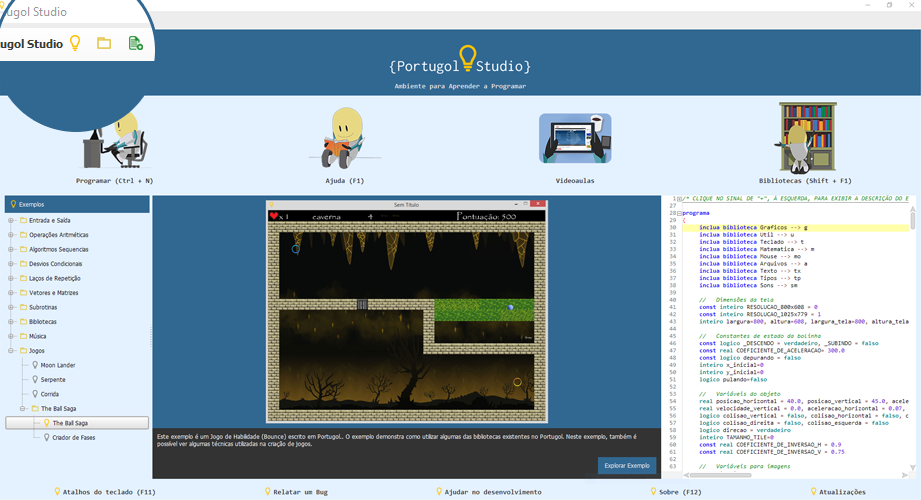 ugol Studio
ugol Studio
{Portugol Studio}
Ambiente para Aprender a Programar
Programar (Ctrl + N)
Ajuda (F1)
Videoaulas
Bibliotecas (Shift + F1)
Exemplos
Entrada e Saída
Operações Aritméticas
Algoritmos Sequencias
Desvios Condicionais
Laços de Repetição
Vetores e Matrizes
Subrotinas
Bibliotecas
Música
Jogos
Moon Lander
Serpente
Corrida
The Ball Saga
The Ball Saga
Criador de Fases
Sem Título
x 1 caverna + Pontuação: 500
Este exemplo é um Jogo de Habilidade (Bounce) escrito em Portugol.. O exemplo demonstra como utilizar algumas das bibliotecas existentes no Portugol. Neste exemplo, também é
possível ver algumas técnicas utilizadas na criação de jogos.
Explorar Exemplo
1 /* CLIQUE NO SINAL DE "+", À ESQUERDA, PARA EXIBIR A DESCRIÇÃO DO E
27
28 programa
29 {
30 inclua biblioteca Graficos --> g
31 inclua biblioteca Util --> u
32 inclua biblioteca Teclado --> t
33 inclua biblioteca Matematica --> m
34 inclua biblioteca Mouse --> mo
35 inclua biblioteca Arquivos --> a
36 inclua biblioteca Texto --> tx
37 inclua biblioteca Tipos --> tp
38 inclua biblioteca Sons --> sm
39
40 // Dimensões da tela
41 const inteiro RESOLUCAO_800x608 = 0
42 const inteiro RESOLUCAO_1025x779 = 1
43 inteiro largura=800, altura=608, largura_tela=800, altura_tela
44
45 // Constantes de estado da bolinha
46 const logico _DESCENDO = verdadeiro, _SUBINDO = falso
47 const real COEFICIENTE_DE_ACELERACAO= 300.0
48 const logico depurando = falso
49 inteiro x_inicial=0
50 inteiro y_inicial=0
51 logico pulando=falso
52
53 // Variáveis do objeto
54 real posicao_horizontal = 40.0, posicao_vertical = 45.0, acele
55 real velocidade_vertical = 0.0, aceleracao_horizontal = 0.07,
56 logico colisao_vertical = falso, colisao_horizontal = falso, c
57 logico colisao_direita = falso, colisao_esquerda = falso
58 logico direcao = verdadeiro
59 inteiro TAMANHO_TILE=0
60 const real COEFICIENTE_DE_INVERSAO_H = 0.9
61 const real COEFICIENTE_DE_INVERSAO_V = 0.75
62
63 // Variáveis para imagens
Atalhos do teclado (F11)
Relatar um Bug
Ajudar no desenvolvimento
Sobre (F12)
Atualizações